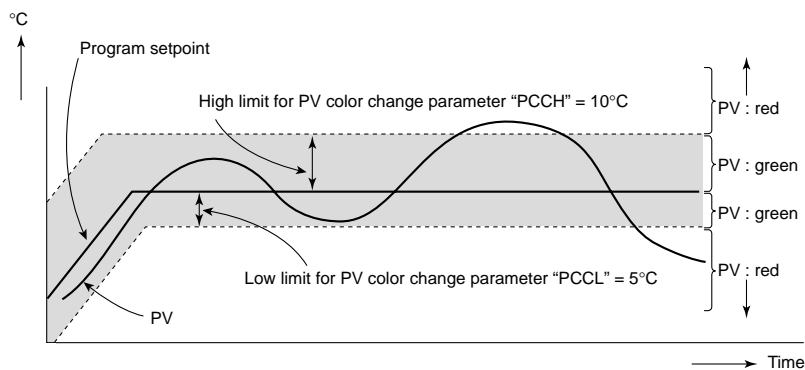 °C
Program setpoint
High limit for PV color change parameter “PCCH” = 10°C
PV : red
PV : green
PV : green
Low limit for PV color change parameter “PCCL” = 5°C
PV : red
PV
Time